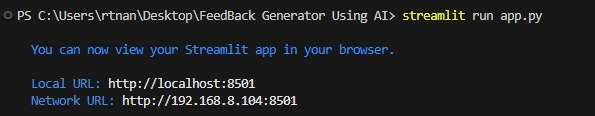 PS C:\Users\rtnan\Desktop\FeedBack Generator Using AI> streamlit run app.py
You can now view your Streamlit app in your browser.
Local URL: http://localhost:8501
Network URL: http://192.168.8.104:8501